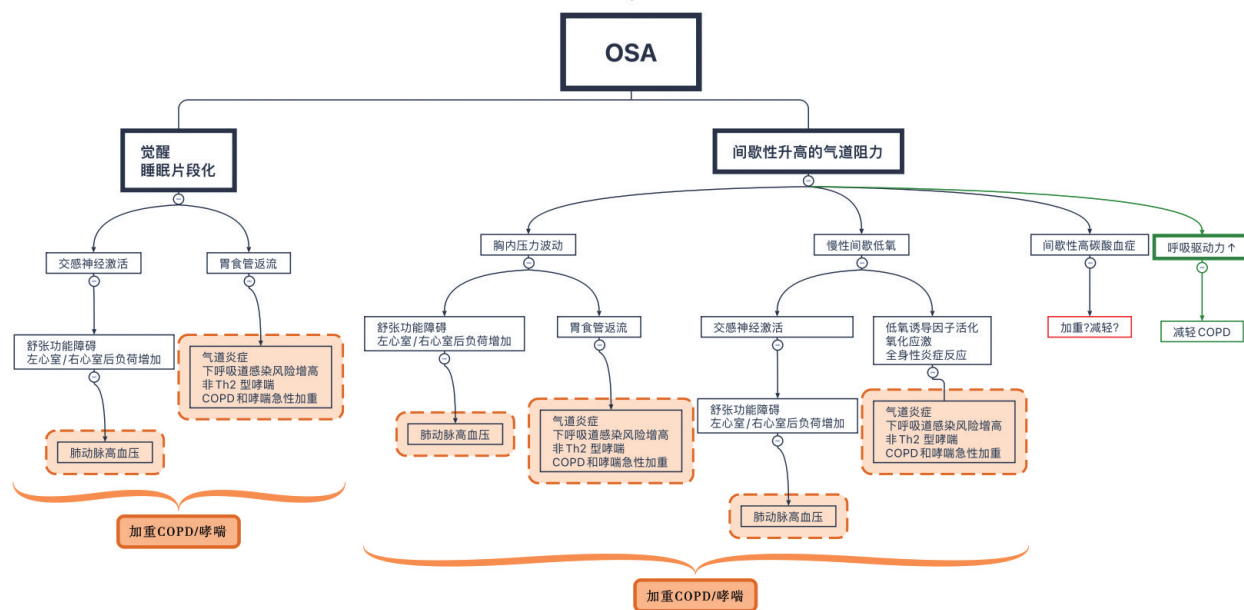 OSA
觉醒
睡眠片段化
间歇性升高的气道阻力
交感神经激活
胃食管返流
胸内压力波动
慢性间歇低氧
间歇性高碳酸血症
呼吸驱动力↑
舒张功能障碍
左心室/右心室后负荷增加
气道炎症
下呼吸道感染风险增高
非Th2 型哮喘
COPD和哮喘急性加重
肺动脉高血压
加重COPD/哮喘
舒张功能障碍
左心室/右心室后负荷增加
胃食管返流
交感神经激活
低氧诱导因子活化
氧化应激
全身性炎症反应
加重?减轻?
减轻COPD
肺动脉高血压
气道炎症
下呼吸道感染风险增高
非Th2 型哮喘
COPD和哮喘急性加重
舒张功能障碍
左心室/右心室后负荷增加
气道炎症
下呼吸道感染风险增高
非Th2 型哮喘
COPD和哮喘急性加重
肺动脉高血压
加重COPD/哮喘